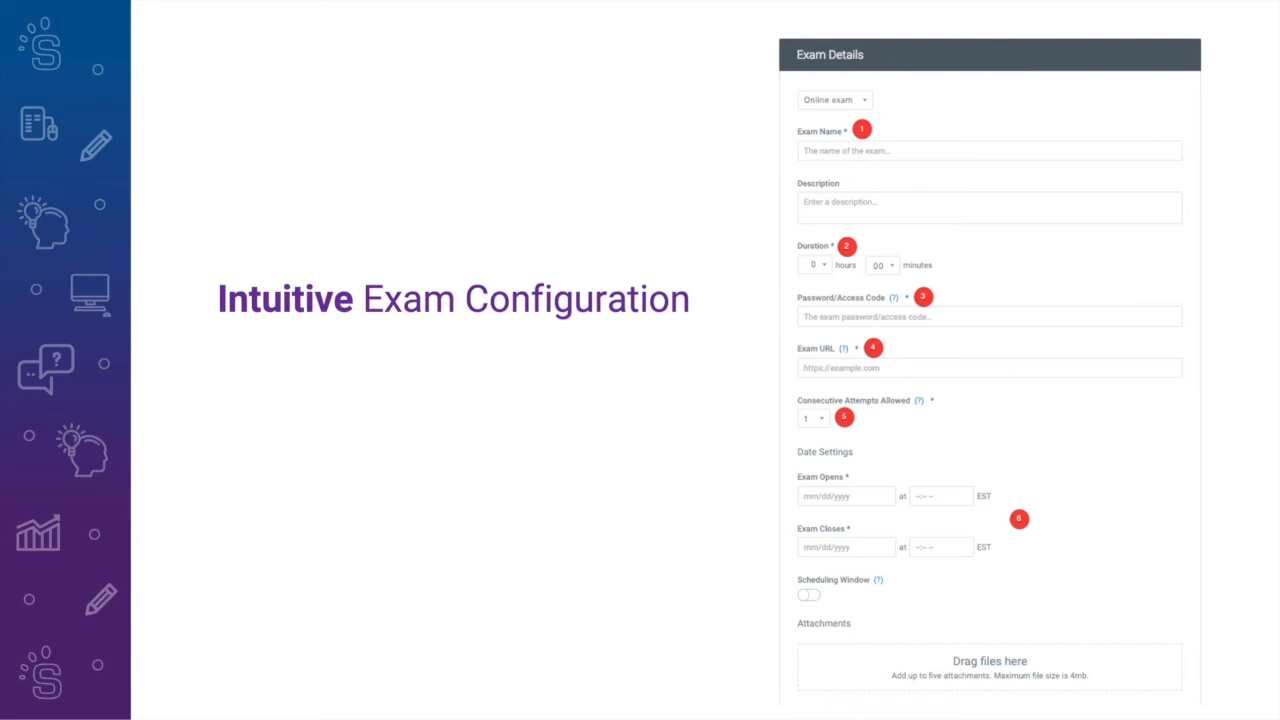 Intuitive Exam Configuration
Exam Details
Online exam
Exam Name * 1
The name of the exam...
Description
Enter a description...
Duration * 2
0 hours 00 minutes
Password/Access Code (?) * 3
The exam password/access code...
Exam URL (?) * 4
https://example.com
Consecutive Attempts Allowed (?) *
1 5
Date Settings
Exam Opens *
mm/dd/yyyy at --:-- -- EST
6
Exam Closes *
mm/dd/yyyy at --:-- -- EST
Scheduling Window (?)
Attachments
Drag files here
Add up to five attachments. Maximum file size is 4mb.
S
?
S